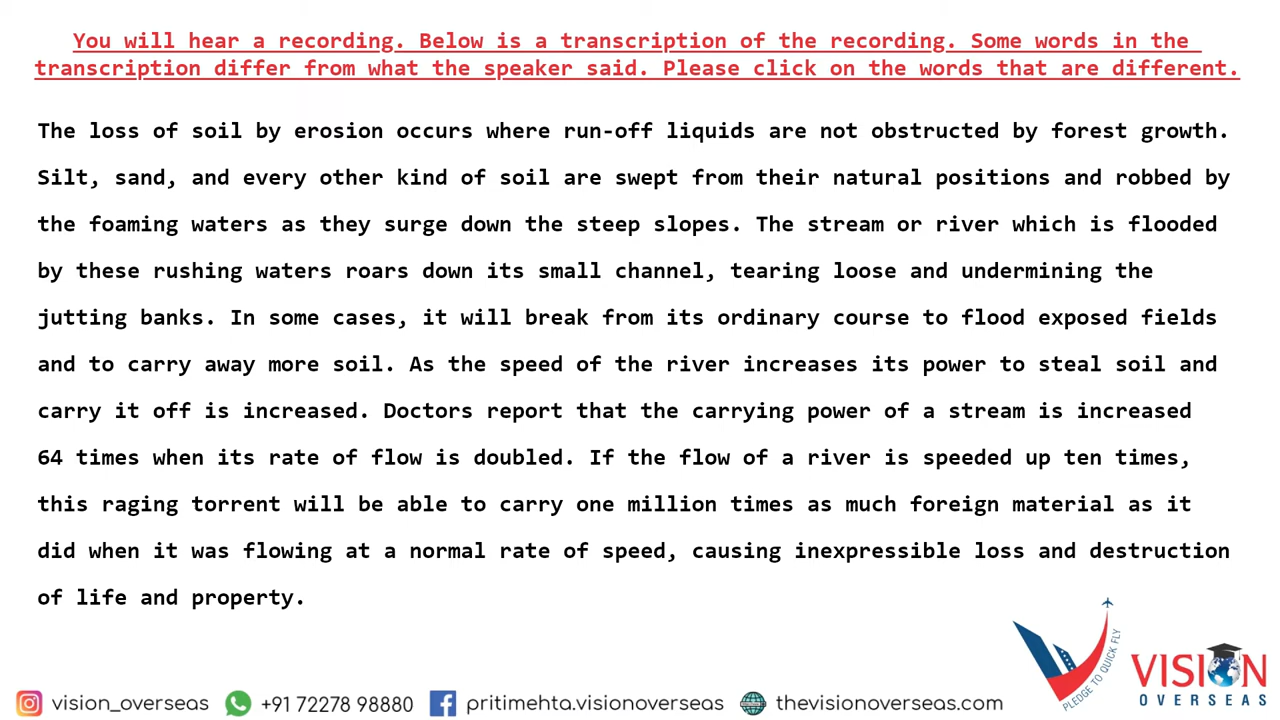 You will hear a recording. Below is a transcription of the recording. Some words in the
transcription differ from what the speaker said. Please click on the words that are different.
The loss of soil by erosion occurs where run-off liquids are not obstructed by forest growth.
Silt, sand, and every other kind of soil are swept from their natural positions and robbed by
the foaming waters as they surge down the steep slopes. The stream or river which is flooded
by these rushing waters roars down its small channel, tearing loose and undermining the
jutting banks. In some cases, it will break from its ordinary course to flood exposed fields
and to carry away more soil. As the speed of the river increases its power to steal soil and
carry it off is increased. Doctors report that the carrying power of a stream is increased
64 times when its rate of flow is doubled. If the flow of a river is speeded up ten times,
this raging torrent will be able to carry one million times as much foreign material as it
did when it was flowing at a normal rate of speed, causing inexpressible loss and destruction
of life and property.
PLEDGE TO QUICK FLY
VISION
OVERSEAS
vision_overseas +91 72278 98880 pritimehta.visionoverseas thevisionoverseas.com